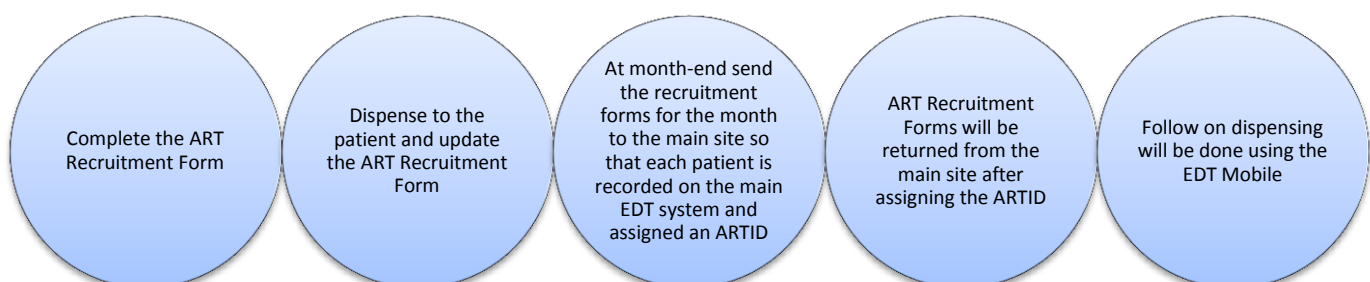 Complete the ART
Recruitment Form
Dispense to the
patient and update
the ART Recruitment
Form
At month-end send
the recruitment
forms for the month
to the main site so
that each patient is
recorded on the main
EDT system and
assigned an ARTID
ART Recruitment
Forms will be
returned from the
main site after
assigning the ARTID
Follow on dispensing
will be done using the
EDT Mobile